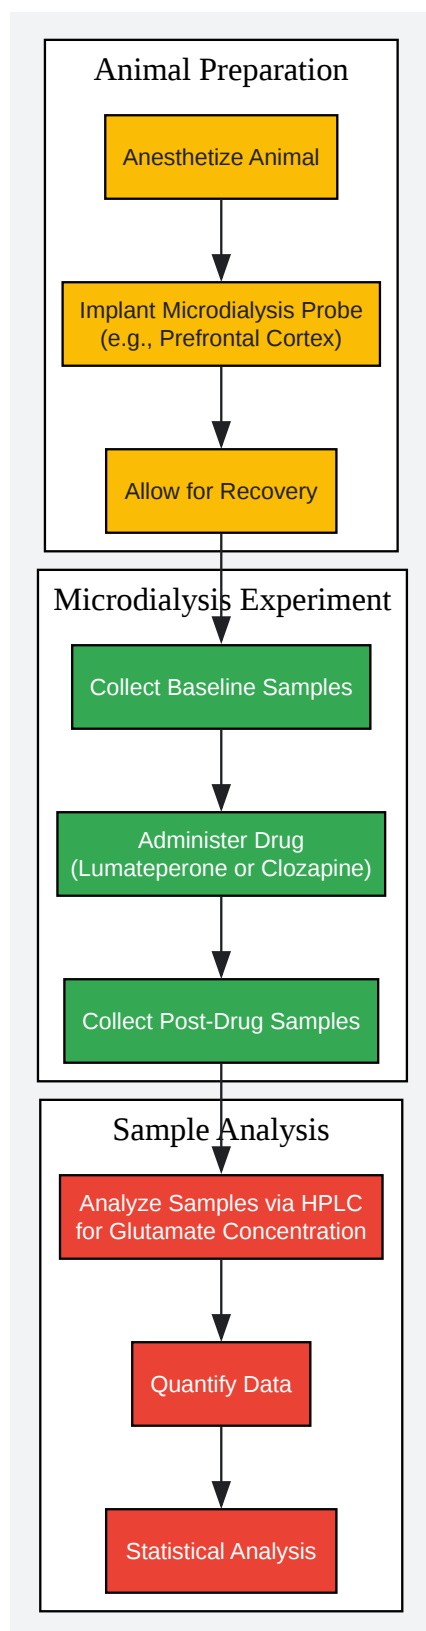 Animal Preparation
Anesthetize Animal
Implant Microdialysis Probe
(e.g., Prefrontal Cortex)
Allow for Recovery
Microdialysis Experiment
Collect Baseline Samples
Administer Drug
(Lumateperone or Clozapine)
Collect Post-Drug Samples
Sample Analysis
Analyze Samples via HPLC
for Glutamate Concentration
Quantify Data
Statistical Analysis